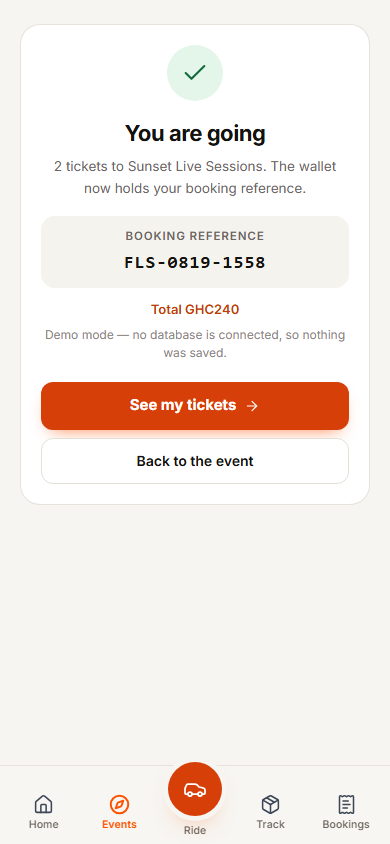 You are going
2 tickets to Sunset Live Sessions. The wallet
now holds your booking reference.
BOOKING REFERENCE
FLS-0819-1558
Total GHC240
Demo mode — no database is connected, so nothing
was saved.
See my tickets →
Back to the event
Home
Events
Ride
Track
Bookings